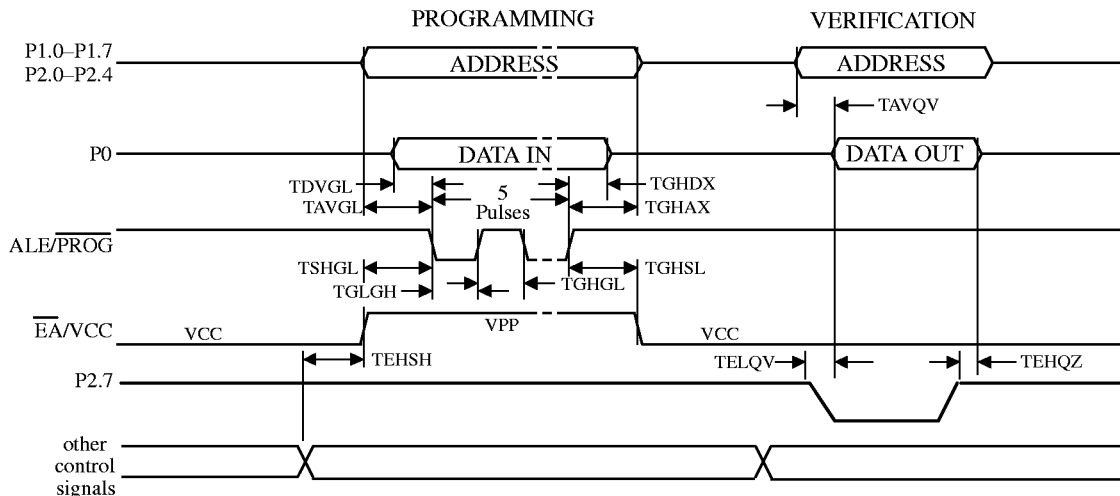 PROGRAMMING VERIFICATION
P1.0–P1.7
P2.0–P2.4
ADDRESS ADDRESS
TAVQV
P0 DATA IN DATA OUT
TDVGL 5 TGHDX
TAVGL Pulses TGHAX
ALE/PROG
TSHGL TGHSL
TGLGH TGHGL
EA/VCC VCC VPP VCC
TEHSH TELQV TEHQZ
P2.7
other
control
signals